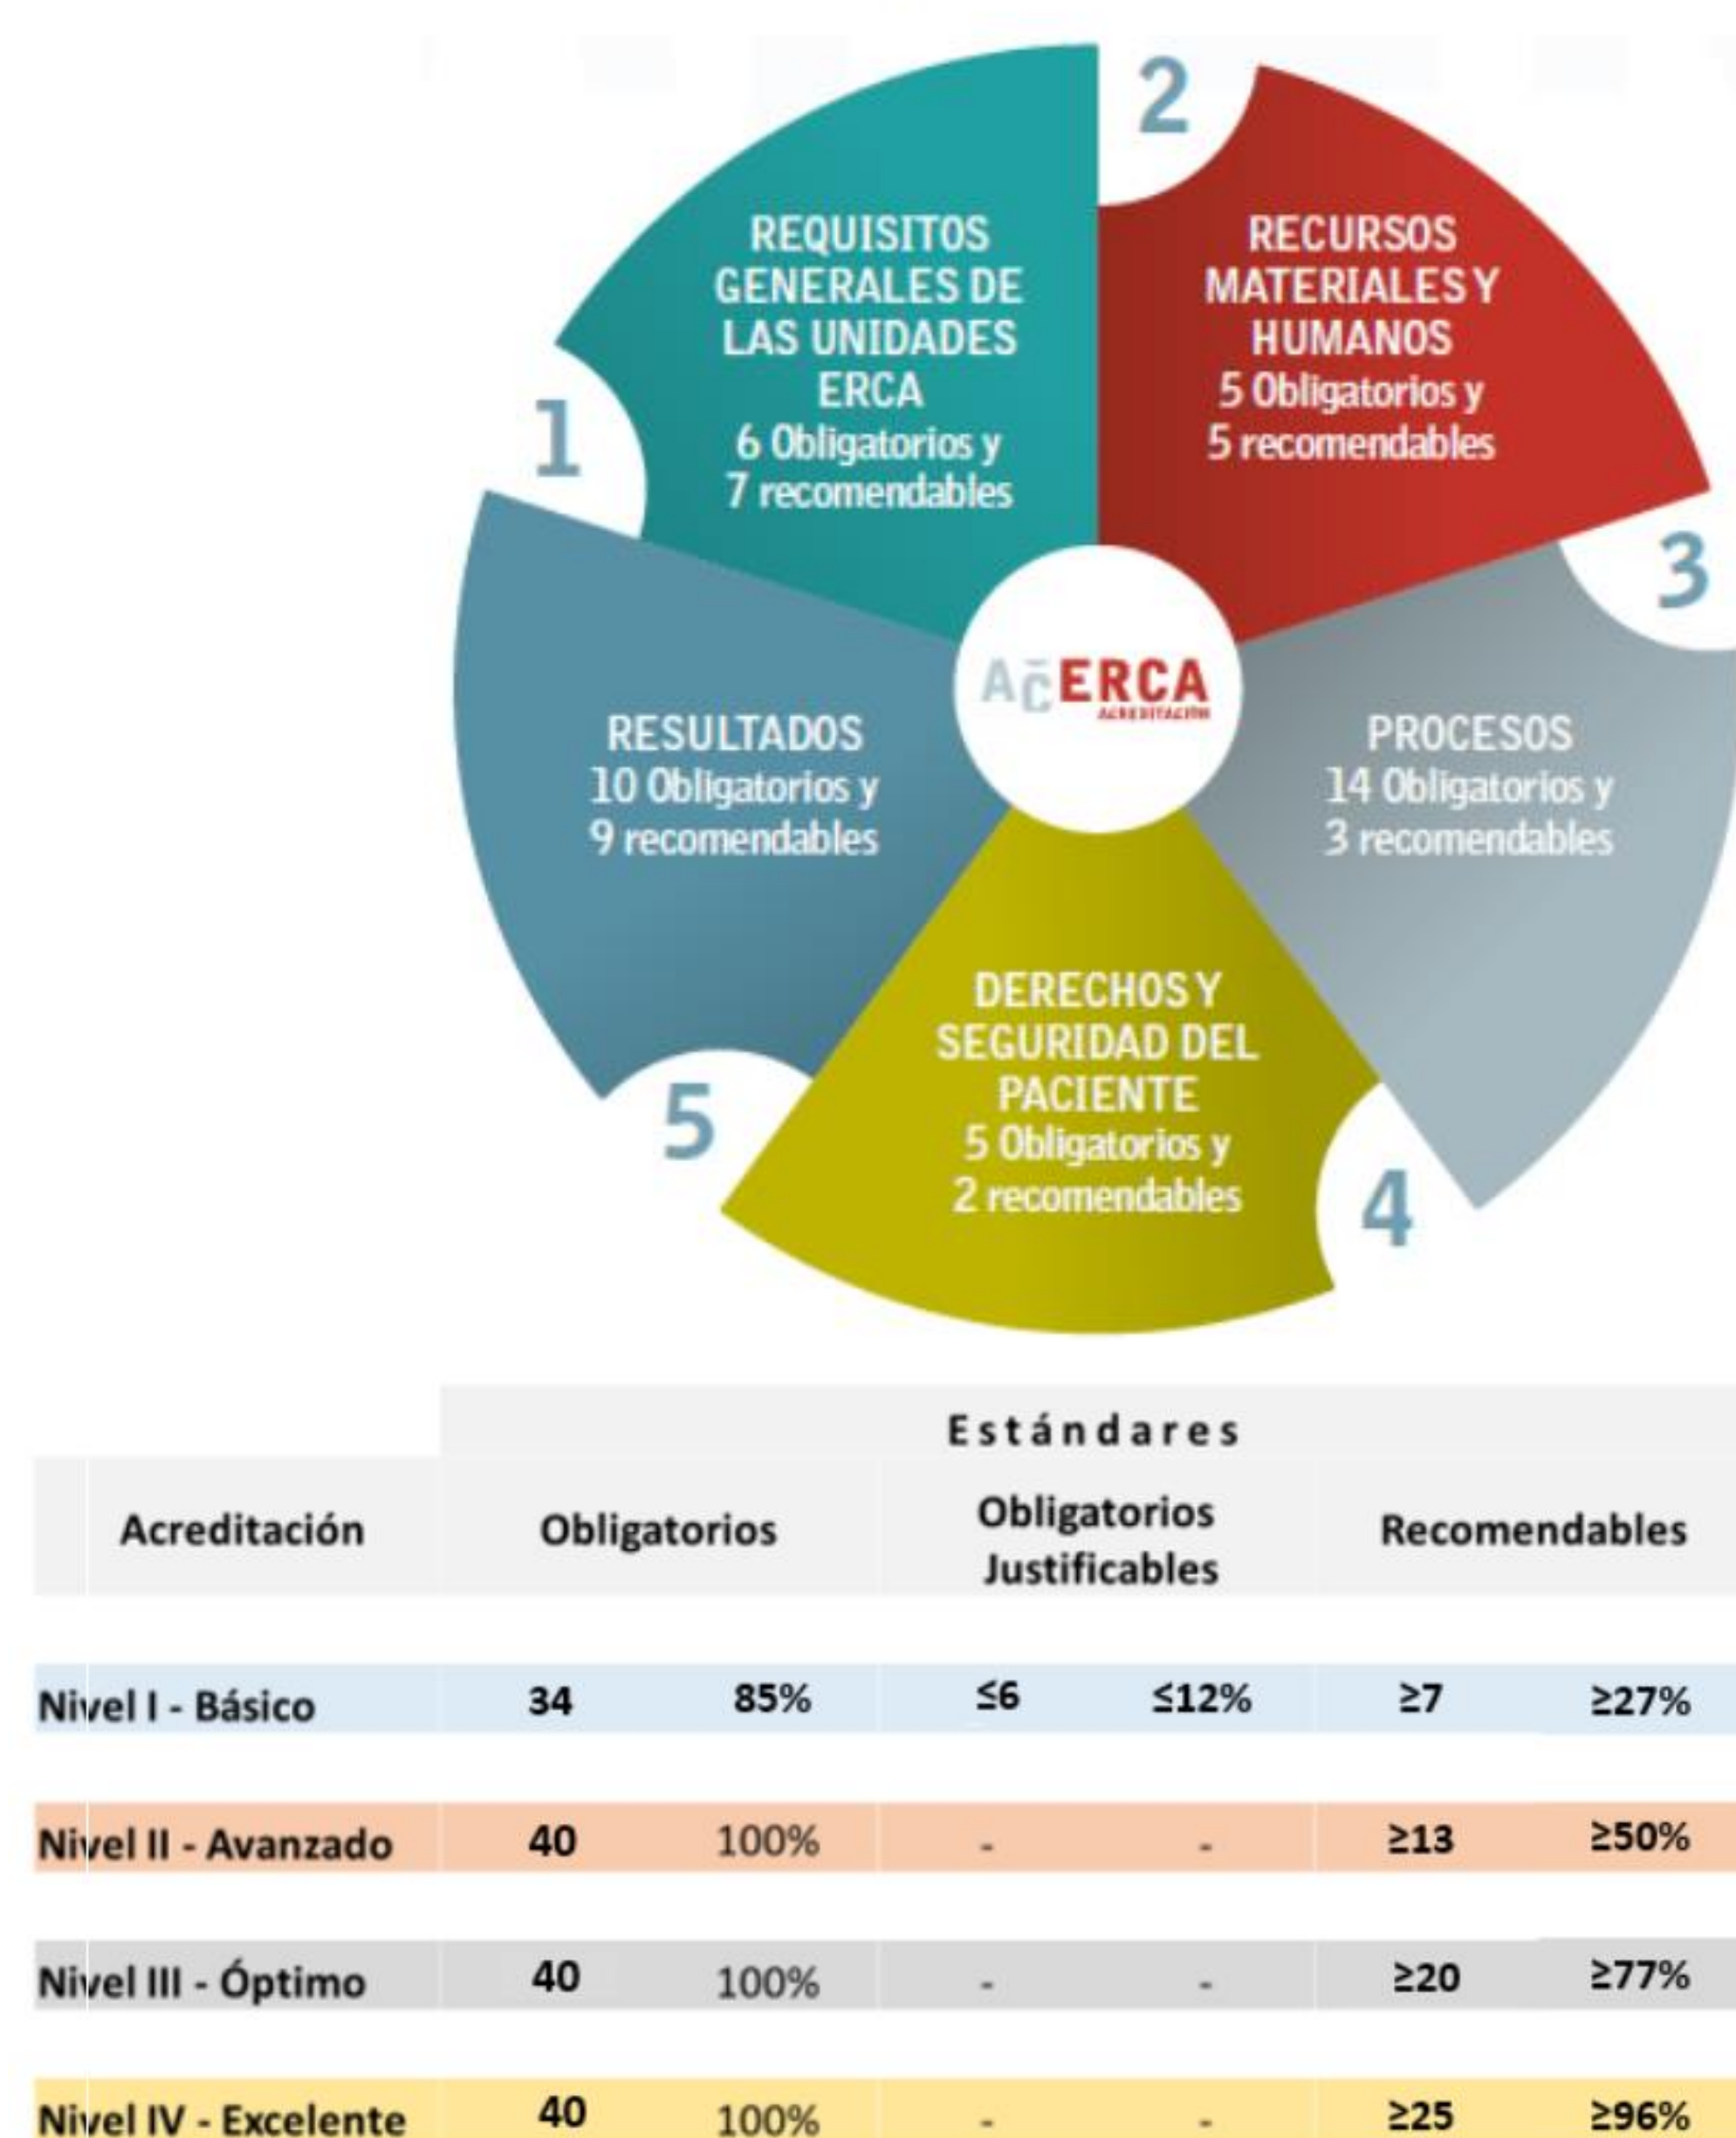 1
REQUISITOS
GENERALES DE
LAS UNIDADES
ERCA
6 Obligatorios y
7 recomendables
2
RECURSOS
MATERIALES Y
HUMANOS
5 Obligatorios y
5 recomendables
3
PROCESOS
14 Obligatorios y
3 recomendables
4
DERECHOS Y
SEGURIDAD DEL
PACIENTE
5 Obligatorios y
2 recomendables
5
RESULTADOS
10 Obligatorios y
9 recomendables
ACERCA
ACREDITACIÓN
Estándares
Acreditación Obligatorios Obligatorios Justificables Recomendables
Nivel I - Básico 34 85% ≤6 ≤12% ≥7 ≥27%
Nivel II - Avanzado 40 100% - - ≥13 ≥50%
Nivel III - Óptimo 40 100% - - ≥20 ≥77%
Nivel IV - Excelente 40 100% - - ≥25 ≥96%